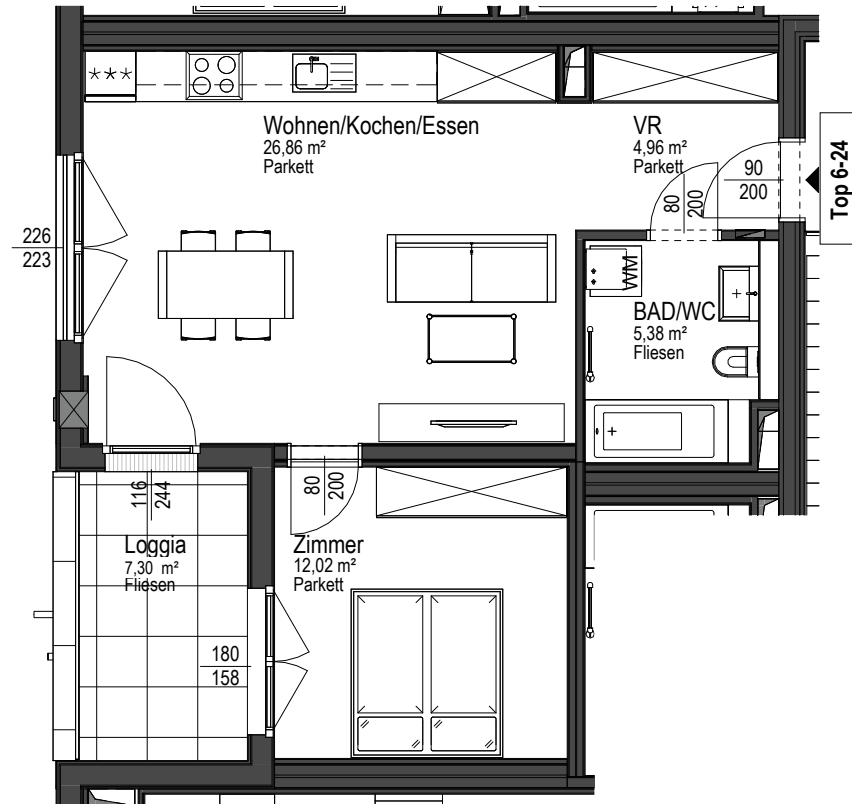 ***
Wohnen/Kochen/Essen
26,86 m²
Parkett
VR
4,96 m²
Parkett
90
200
Top 6-24
80
200
226
223
WM
BAD/WC
5,38 m²
Fliesen
116
244
80
200
Loggia
7,30 m²
Fliesen
Zimmer
12,02 m²
Parkett
180
158